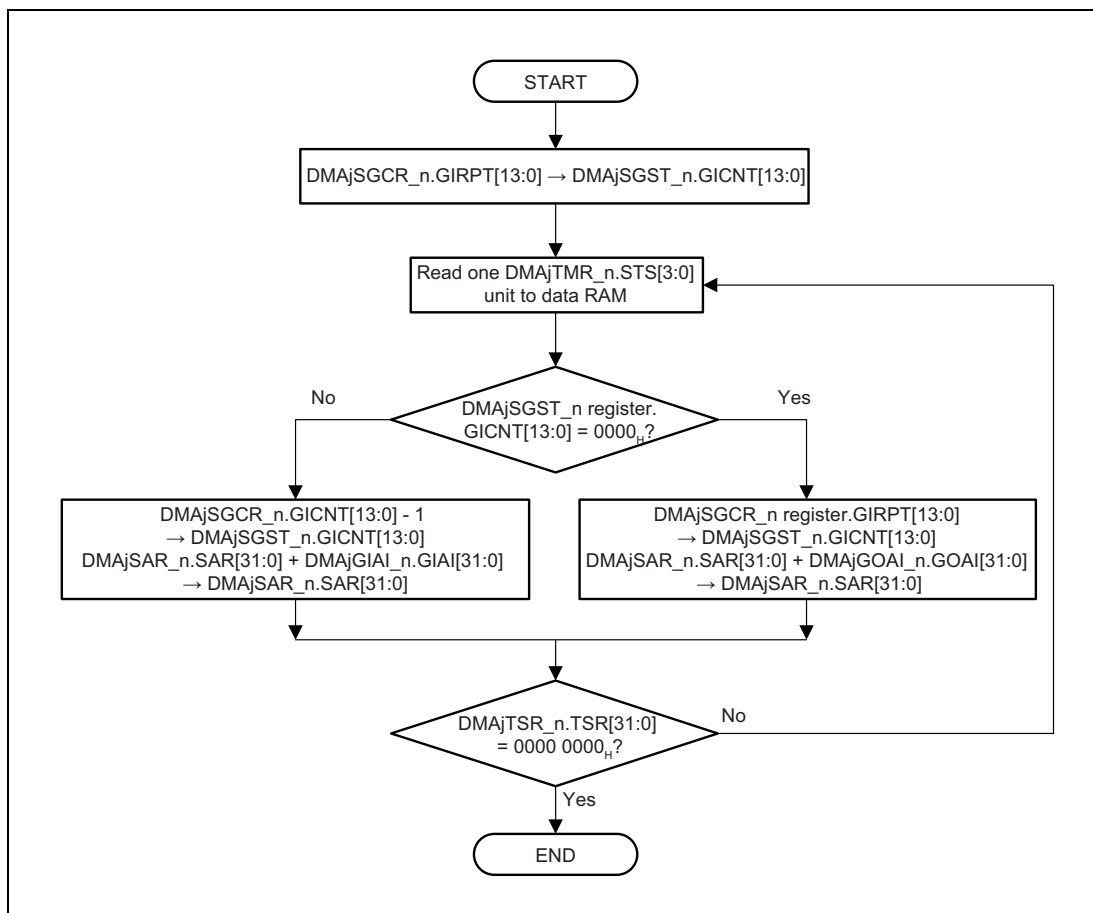 START
DMAjSGCR_n.GIRPT[13:0] → DMAjSGST_n.GICNT[13:0]
Read one DMAjTMR_n.STS[3:0]
unit to data RAM
DMAjSGST_n register.
GICNT[13:0] = 0000H?
No
Yes
DMAjSGCR_n.GICNT[13:0] - 1
→ DMAjSGST_n.GICNT[13:0]
DMAjSAR_n.SAR[31:0] + DMAjGIAI_n.GIAI[31:0]
→ DMAjSAR_n.SAR[31:0]
DMAjSGCR_n register.GIRPT[13:0]
→ DMAjSGST_n.GICNT[13:0]
DMAjSAR_n.SAR[31:0] + DMAjGOAI_n.GOAI[31:0]
→ DMAjSAR_n.SAR[31:0]
DMAjTSR_n.TSR[31:0]
= 0000 0000H?
No
Yes
END